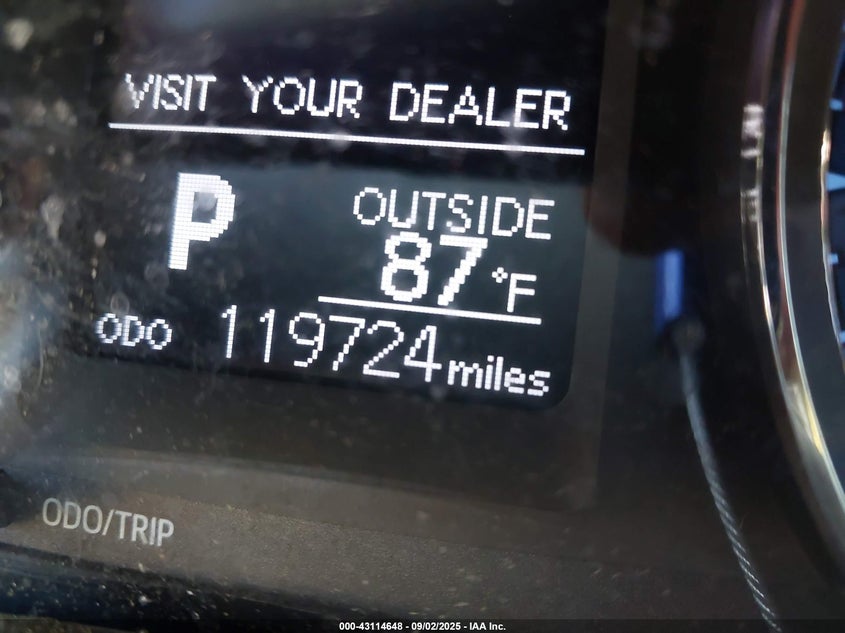 VISIT YOUR DEALER
P
OUTSIDE
87°F
ODO 119724 miles
ODO/TRIP
000-43114648 - 09/02/2025 - IAA Inc.